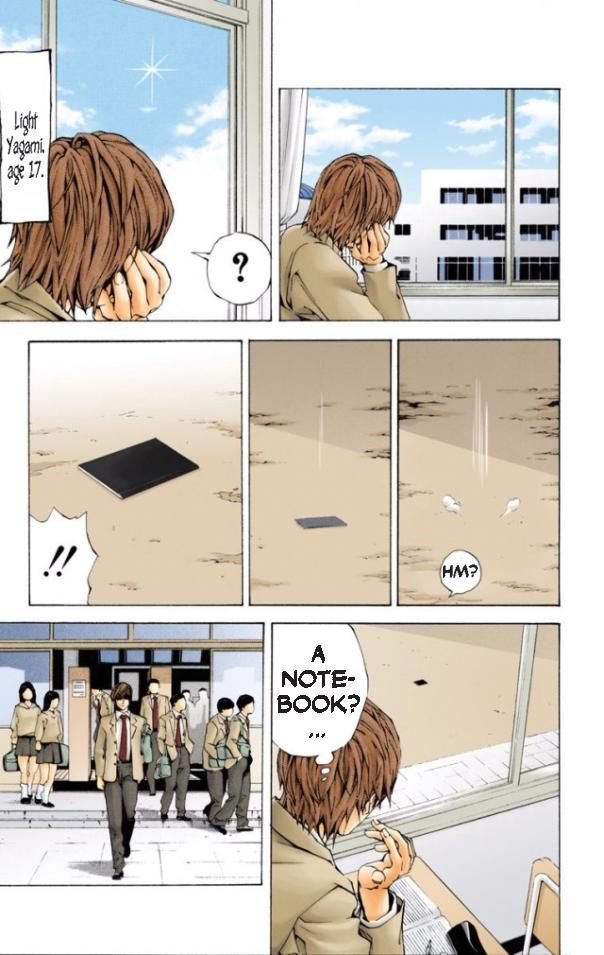 Light
Yagami,
age 17.
?
HM?
!!
A
NOTE-
BOOK?
...